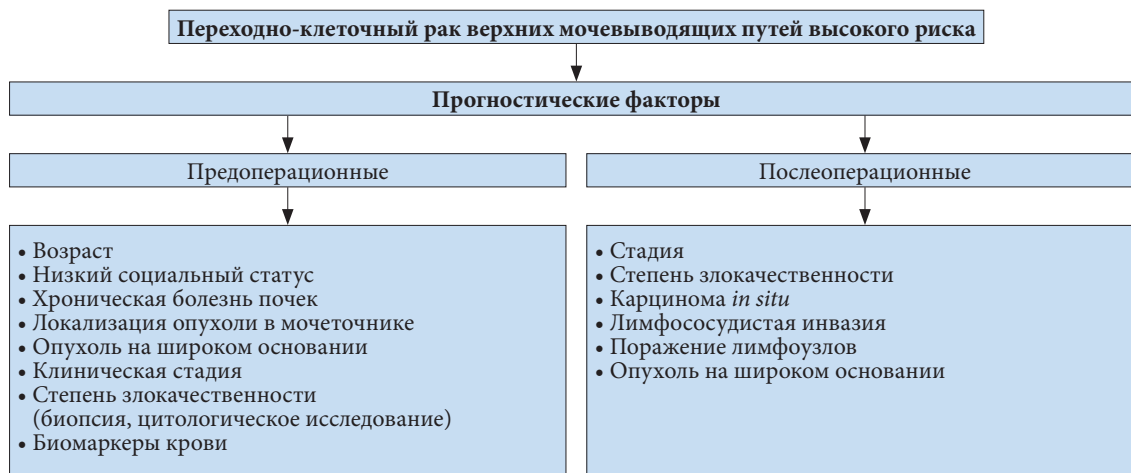 Переходно-клеточный рак верхних мочевыводящих путей высокого риска
Прогностические факторы
Предоперационные
• Возраст
• Низкий социальный статус
• Хроническая болезнь почек
• Локализация опухоли в мочеточнике
• Опухоль на широком основании
• Клиническая стадия
• Степень злокачественности
(биопсия, цитологическое исследование)
• Биомаркеры крови
Послеоперационные
• Стадия
• Степень злокачественности
• Карцинома in situ
• Лимфососудистая инвазия
• Поражение лимфоузлов
• Опухоль на широком основании